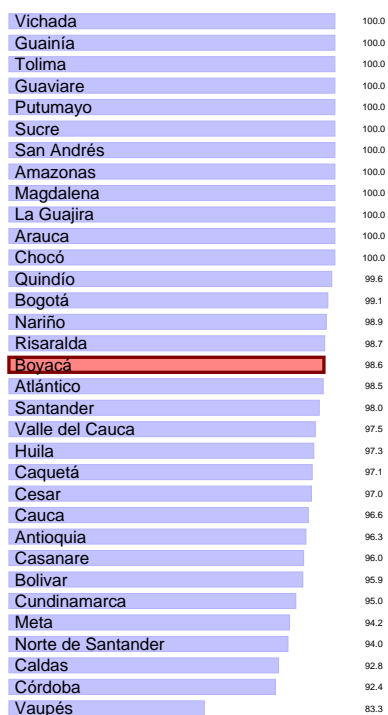 Vichada 100.0
Guainía 100.0
Tolima 100.0
Guaviare 100.0
Putumayo 100.0
Sucre 100.0
San Andrés 100.0
Amazonas 100.0
Magdalena 100.0
La Guajira 100.0
Arauca 100.0
Chocó 100.0
Quindío 99.6
Bogotá 99.1
Nariño 98.9
Risaralda 98.7
Boyacá 98.6
Atlántico 98.5
Santander 98.0
Valle del Cauca 97.5
Huila 97.3
Caquetá 97.1
Cesar 97.0
Cauca 96.6
Antioquia 96.3
Casanare 96.0
Bolivar 95.9
Cundinamarca 95.0
Meta 94.2
Norte de Santander 94.0
Caldas 92.8
Córdoba 92.4
Vaupés 83.3